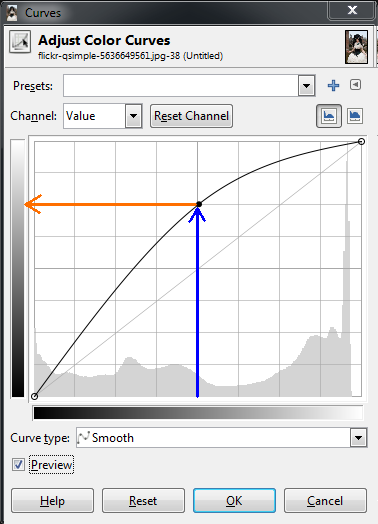 Curves
Adjust Color Curves
flickr-qsimple-5636649561.jpg-38 (Untitled)
Presets:
Channel: Value Reset Channel
Curve type: Smooth
Preview
Help Reset OK Cancel